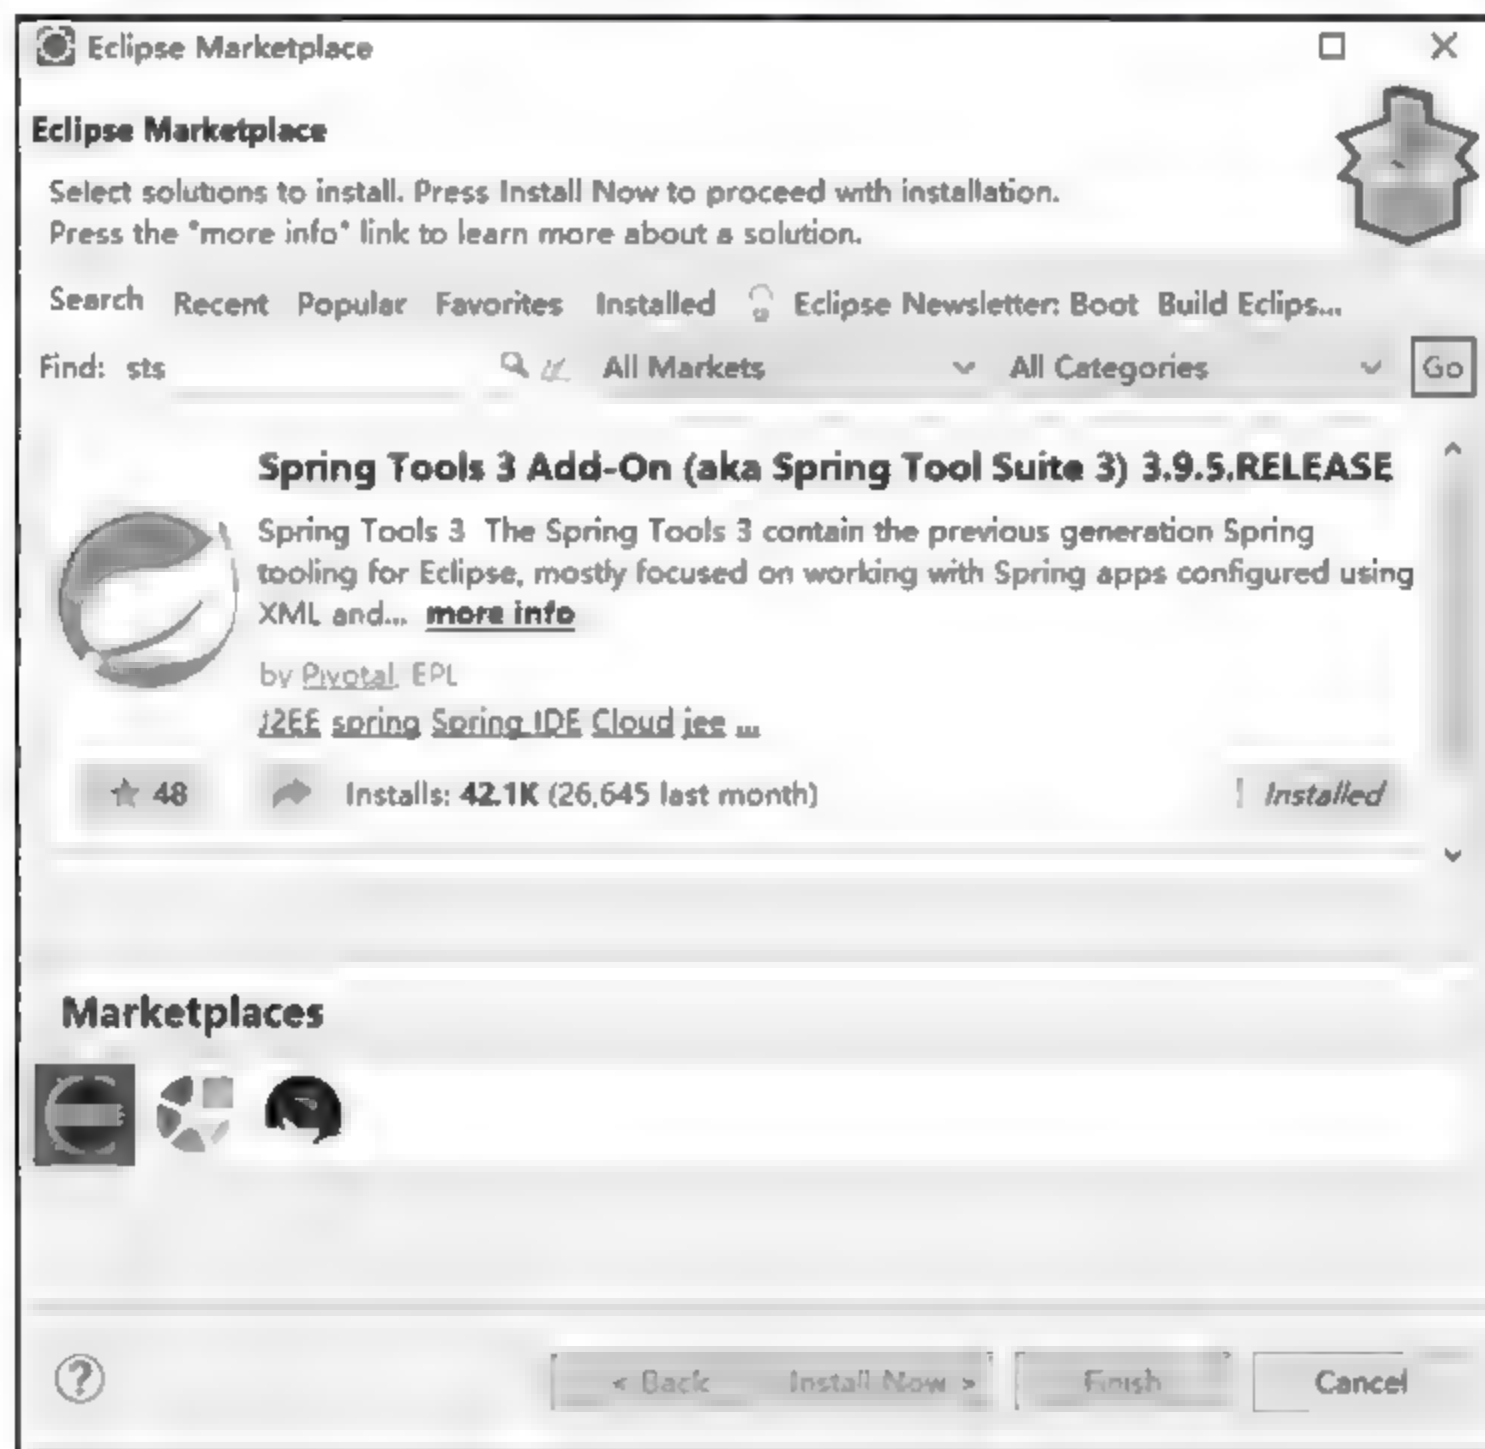 Eclipse Marketplace
Eclipse Marketplace
Select solutions to install. Press Install Now to proceed with installation.
Press the "more info" link to learn more about a solution.
Search Recent Popular Favorites Installed Eclipse Newsletter: Boot Build Eclips...
Find: sts All Markets All Categories Go
Spring Tools 3 Add-On (aka Spring Tool Suite 3) 3.9.5.RELEASE
Spring Tools 3 The Spring Tools 3 contain the previous generation Spring
tooling for Eclipse, mostly focused on working with Spring apps configured using
XML and... more info
by Pivotal, EPL
J2EE spring Spring IDE Cloud jee ...
48 Installs: 42.1K (26,645 last month) Installed
Marketplaces
? < Back Install Now > Finish Cancel